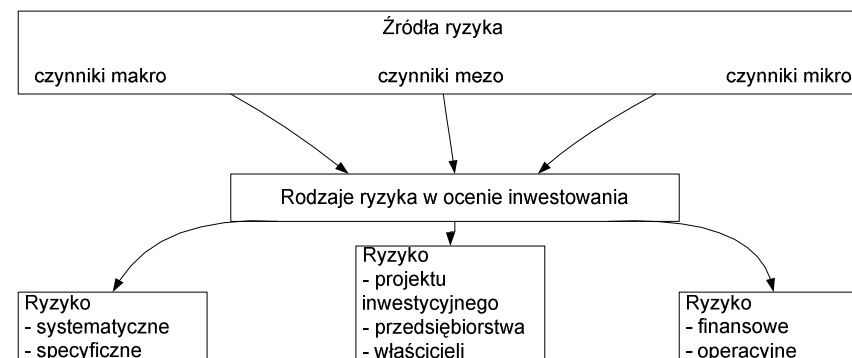 Źródła ryzyka
czynniki makro czynniki mezo czynniki mikro
Rodzaje ryzyka w ocenie inwestowania
Ryzyko
- systematyczne
- specyficzne
Ryzyko
- projektu
inwestycyjnego
- przedsiębiorstwa
- właścicieli
Ryzyko
- finansowe
- operacyjne